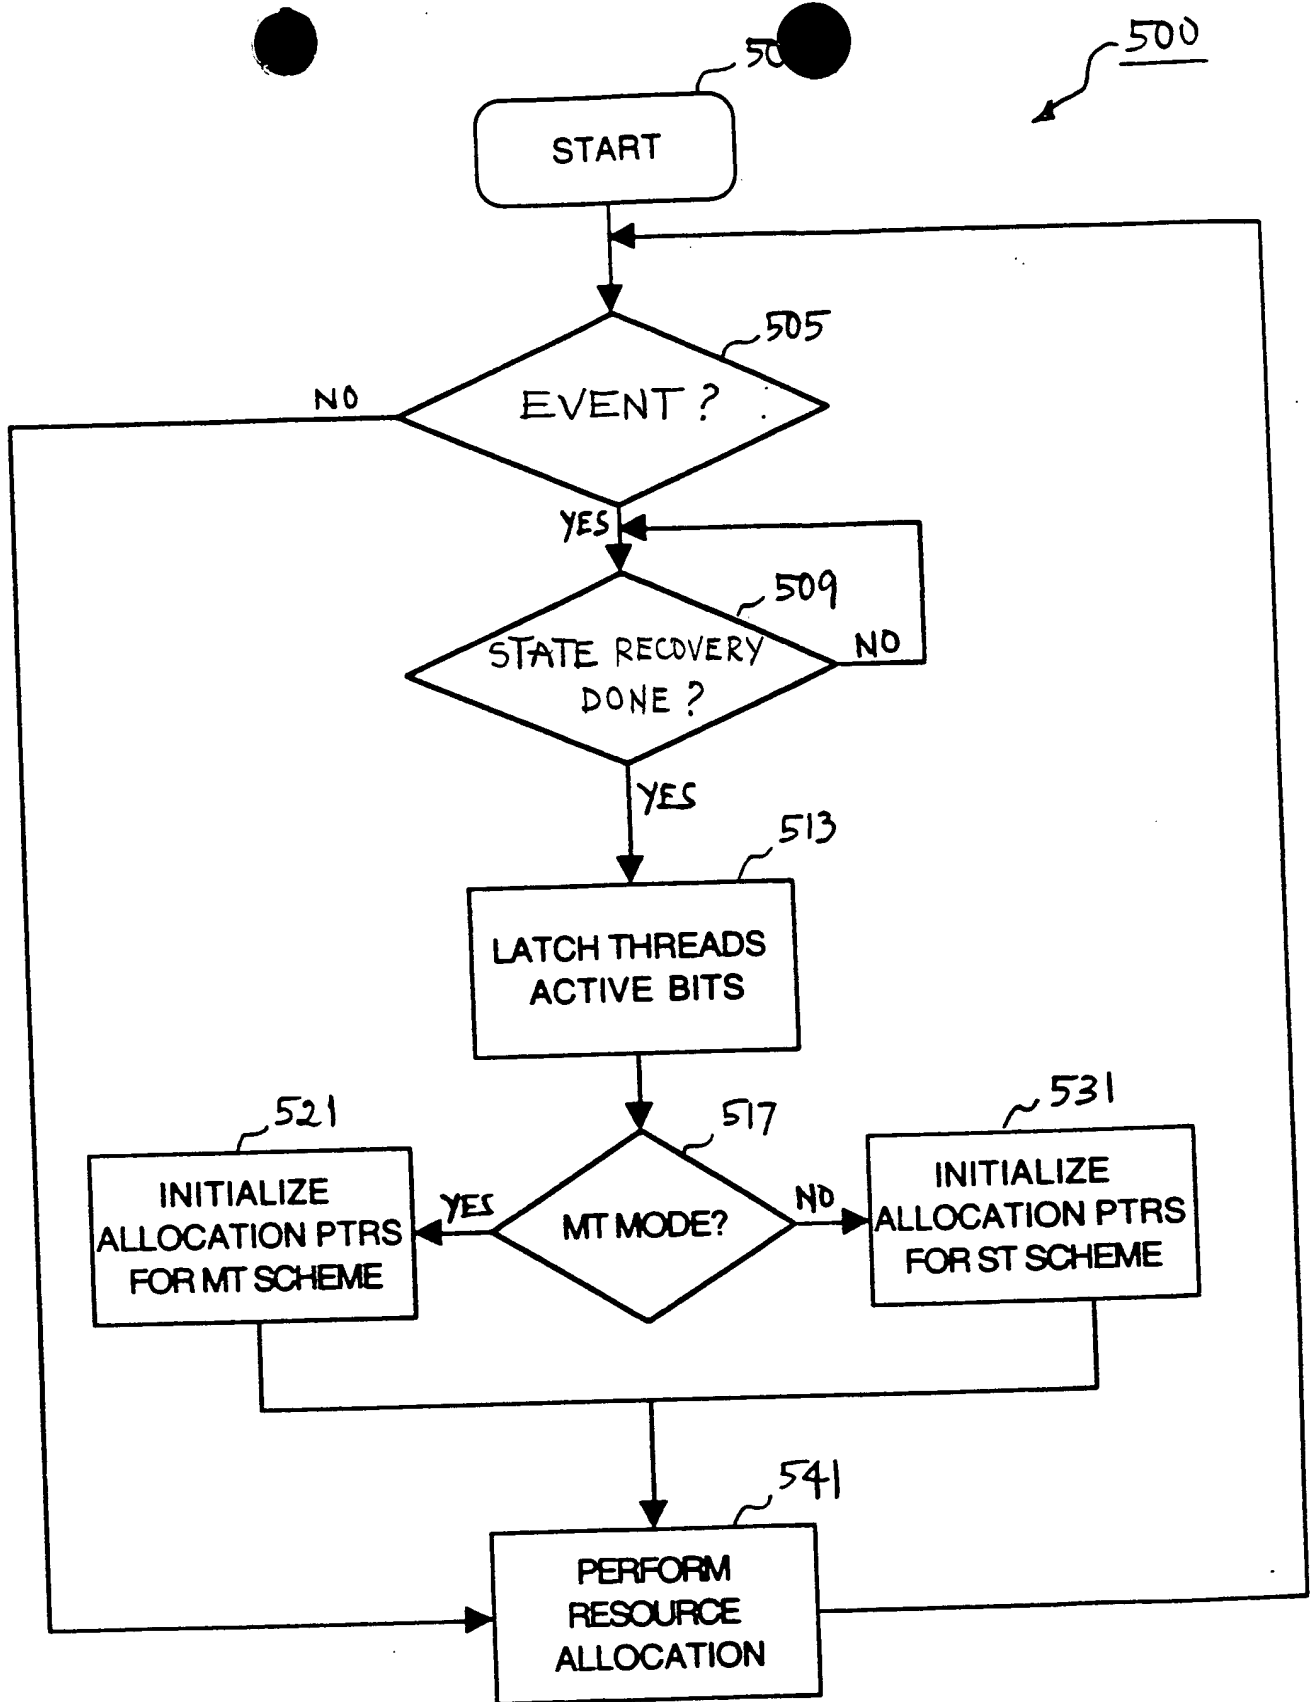 500
START
505
EVENT ?
NO
YES
509
STATE RECOVERY
DONE ?
NO
YES
513
LATCH THREADS
ACTIVE BITS
517
MT MODE?
YES
NO
521
INITIALIZE
ALLOCATION PTRS
FOR MT SCHEME
531
INITIALIZE
ALLOCATION PTRS
FOR ST SCHEME
541
PERFORM
RESOURCE
ALLOCATION